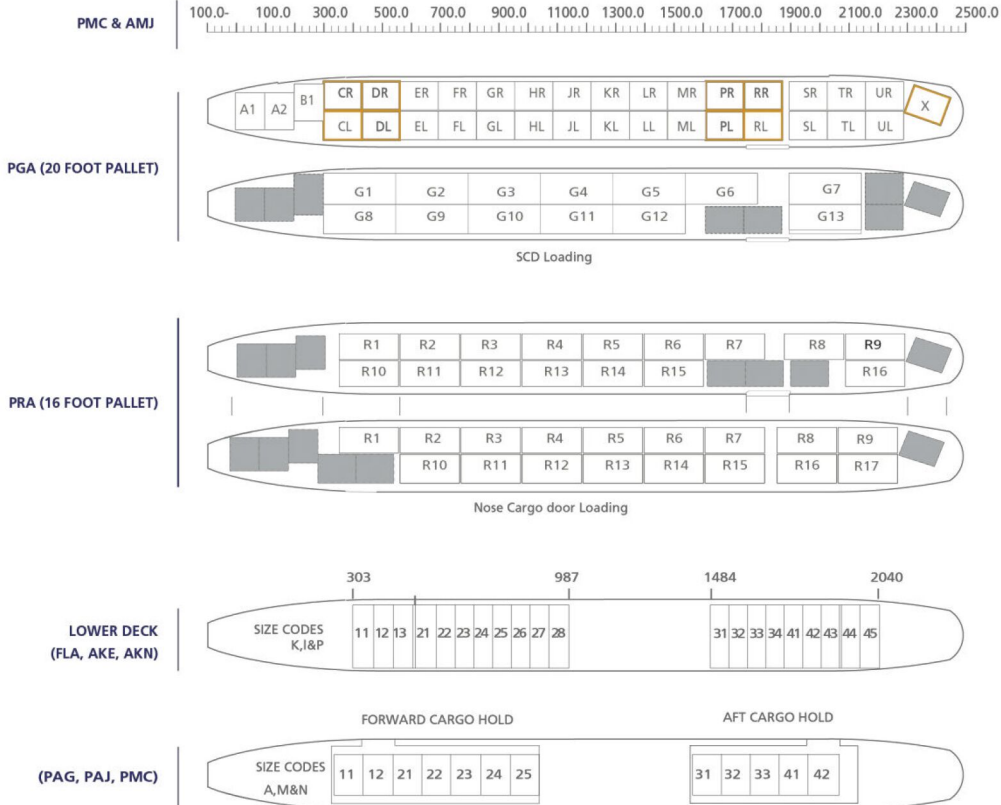 PMC & AMJ
100.0- 100.0 300.0 500.0 700.0 900.0 1100.0 1300.0 1500.0 1700.0 1900.0 2100.0 2300.0 2500.0
A1 A2 B1 CR DR ER FR GR HR JR KR LR MR PR RR SR TR UR X
CL DL EL FL GL HL JL KL LL ML PL RL SL TL UL
PGA (20 FOOT PALLET)
G1 G2 G3 G4 G5 G6 G7
G8 G9 G10 G11 G12 G13
SCD Loading
R1 R2 R3 R4 R5 R6 R7 R8 R9
R10 R11 R12 R13 R14 R15 R16
PRA (16 FOOT PALLET)
R1 R2 R3 R4 R5 R6 R7 R8 R9
R10 R11 R12 R13 R14 R15 R16 R17
Nose Cargo door Loading
303 987 1484 2040
LOWER DECK
(FLA, AKE, AKN)
SIZE CODES
K,I&P
11 12 13 21 22 23 24 25 26 27 28 31 32 33 34 41 42 43 44 45
FORWARD CARGO HOLD AFT CARGO HOLD
(PAG, PAJ, PMC)
SIZE CODES
A,M&N
11 12 21 22 23 24 25 31 32 33 41 42